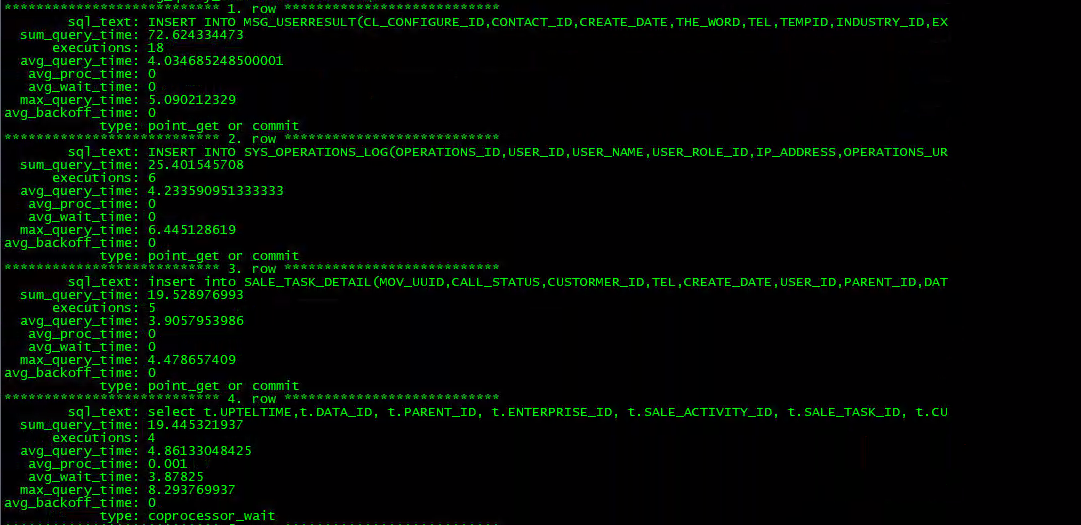 *************************** 1. row ***************************
sql_text: INSERT INTO MSG_USERRESULT(CL_CONFIGURE_ID,CONTACT_ID,CREATE_DATE,THE_WORD,TEL,TEMPID,INDUSTRY_ID,EX
sum_query_time: 72.624334473
executions: 18
avg_query_time: 4.034685248500001
avg_proc_time: 0
avg_wait_time: 0
max_query_time: 5.090212329
avg_backoff_time: 0
type: point_get or commit
*************************** 2. row ***************************
sql_text: INSERT INTO SYS_OPERATIONS_LOG(OPERATIONS_ID,USER_ID,USER_NAME,USER_ROLE_ID,IP_ADDRESS,OPERATIONS_UR
sum_query_time: 25.401545708
executions: 6
avg_query_time: 4.233590951333333
avg_proc_time: 0
avg_wait_time: 0
max_query_time: 6.445128619
avg_backoff_time: 0
type: point_get or commit
*************************** 3. row ***************************
sql_text: insert into SALE_TASK_DETAIL(MOV_UUID,CALL_STATUS,CUSTORMER_ID,TEL,CREATE_DATE,USER_ID,PARENT_ID,DAT
sum_query_time: 19.528976993
executions: 5
avg_query_time: 3.9057953986
avg_proc_time: 0
avg_wait_time: 0
max_query_time: 4.478657409
avg_backoff_time: 0
type: point_get or commit
*************************** 4. row ***************************
sql_text: select t.UPTELTIME,t.DATA_ID, t.PARENT_ID, t.ENTERPRISE_ID, t.SALE_ACTIVITY_ID, t.SALE_TASK_ID, t.CU
sum_query_time: 19.445321937
executions: 4
avg_query_time: 4.86133048425
avg_proc_time: 0.001
avg_wait_time: 3.87825
max_query_time: 8.293769937
avg_backoff_time: 0
type: coprocessor_wait